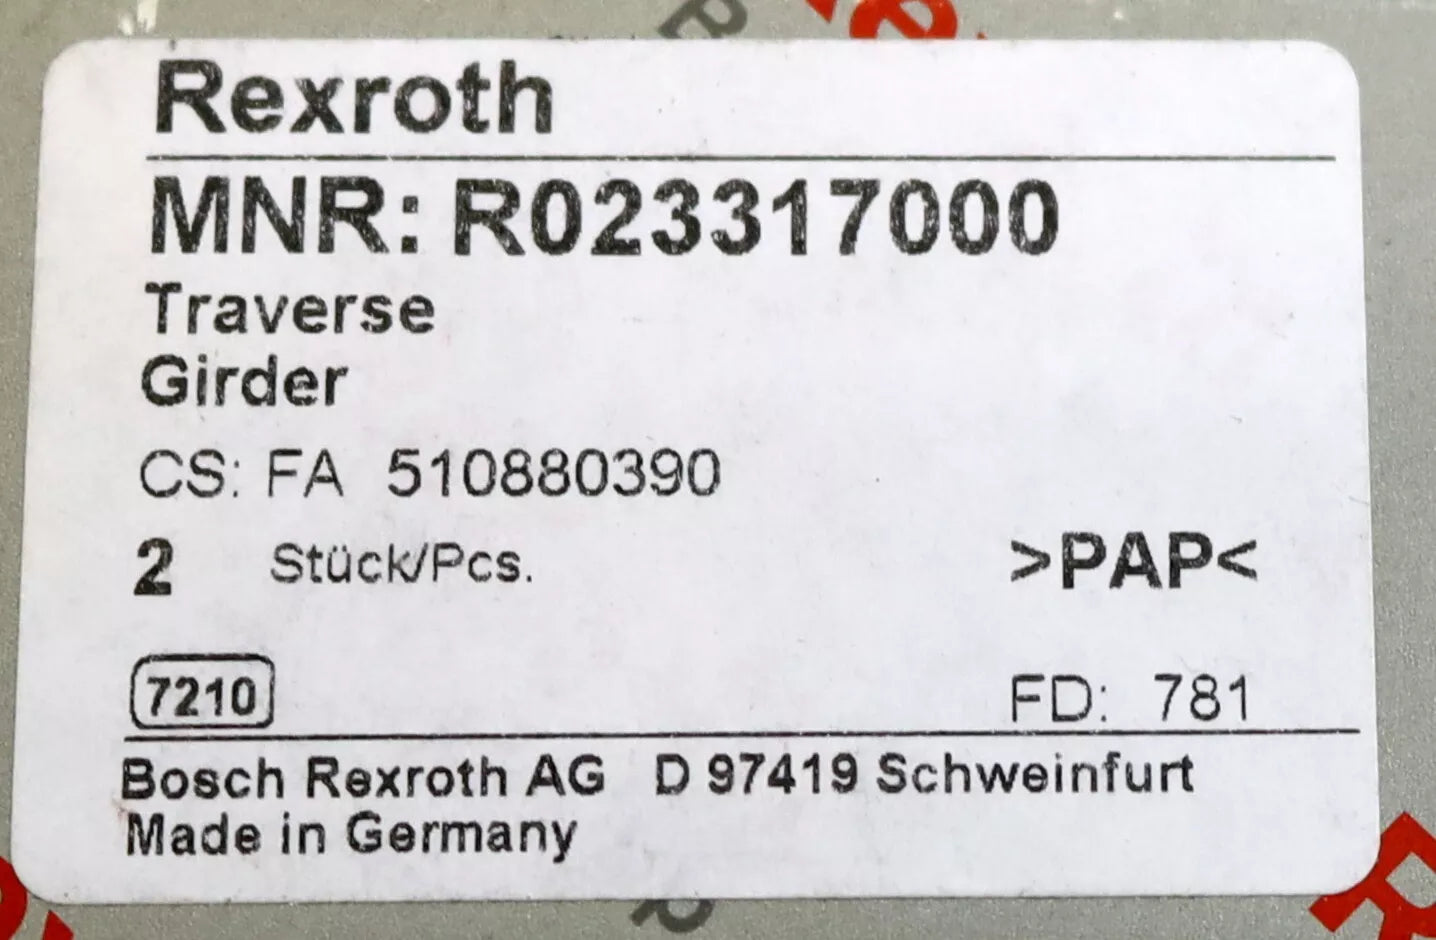 Rexroth
MNR: R023317000
Traverse
Girder
CS: FA 510880390
2 Stück/Pcs.
>PAP<
7210
FD: 781
Bosch Rexroth AG D 97419 Schweinfurt
Made in Germany